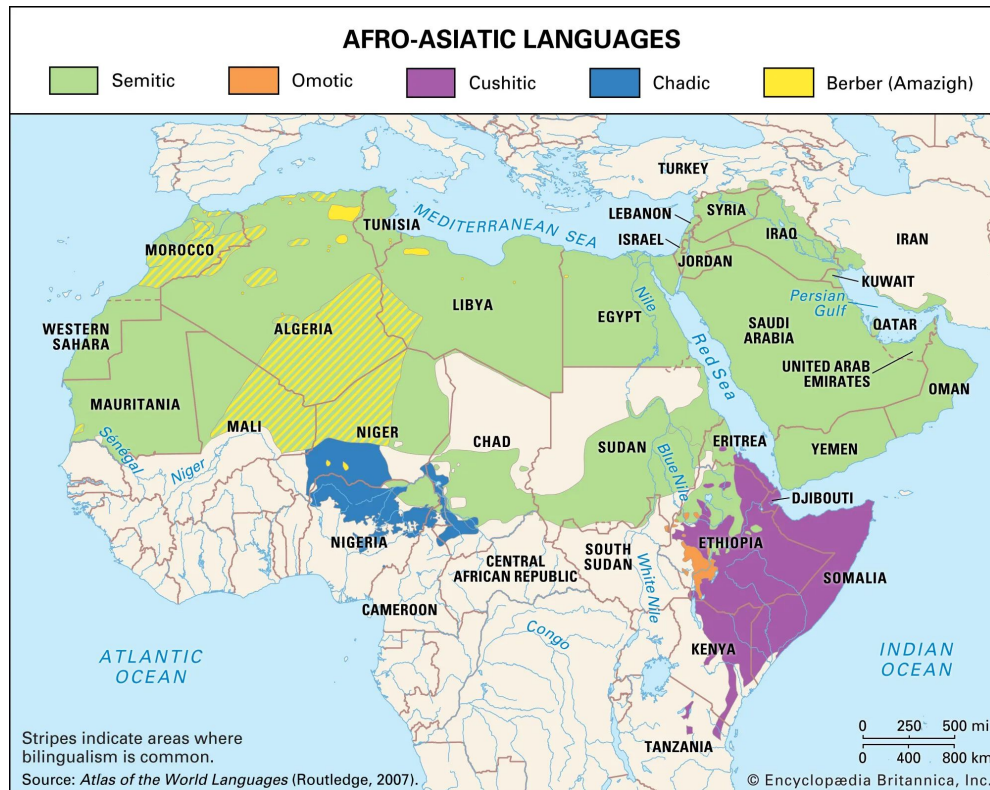 AFRO-ASIATIC LANGUAGES
Semitic
Omotic
Cushitic
Chadic
Berber (Amazigh)
TURKEY
LEBANON
SYRIA
ISRAEL
IRAQ
IRAN
JORDAN
KUWAIT
Persian
Gulf
QATAR
MEDITERRANEAN SEA
TUNISIA
MOROCCO
ALGERIA
LIBYA
EGYPT
Nile
Red Sea
SAUDI
ARABIA
UNITED ARAB
EMIRATES
OMAN
YEMEN
WESTERN
SAHARA
MAURITANIA
MALI
NIGER
CHAD
SUDAN
ERITREA
Sénégal
Niger
Blue Nile
DJIBOUTI
NIGERIA
ETHIOPIA
SOMALIA
CENTRAL
AFRICAN REPUBLIC
SOUTH
SUDAN
White Nile
CAMEROON
Congo
KENYA
TANZANIA
ATLANTIC
OCEAN
INDIAN
OCEAN
Stripes indicate areas where
bilingualism is common.
Source: Atlas of the World Languages (Routledge, 2007).
0 250 500 mi
0 400 800 km
© Encyclopædia Britannica, Inc.